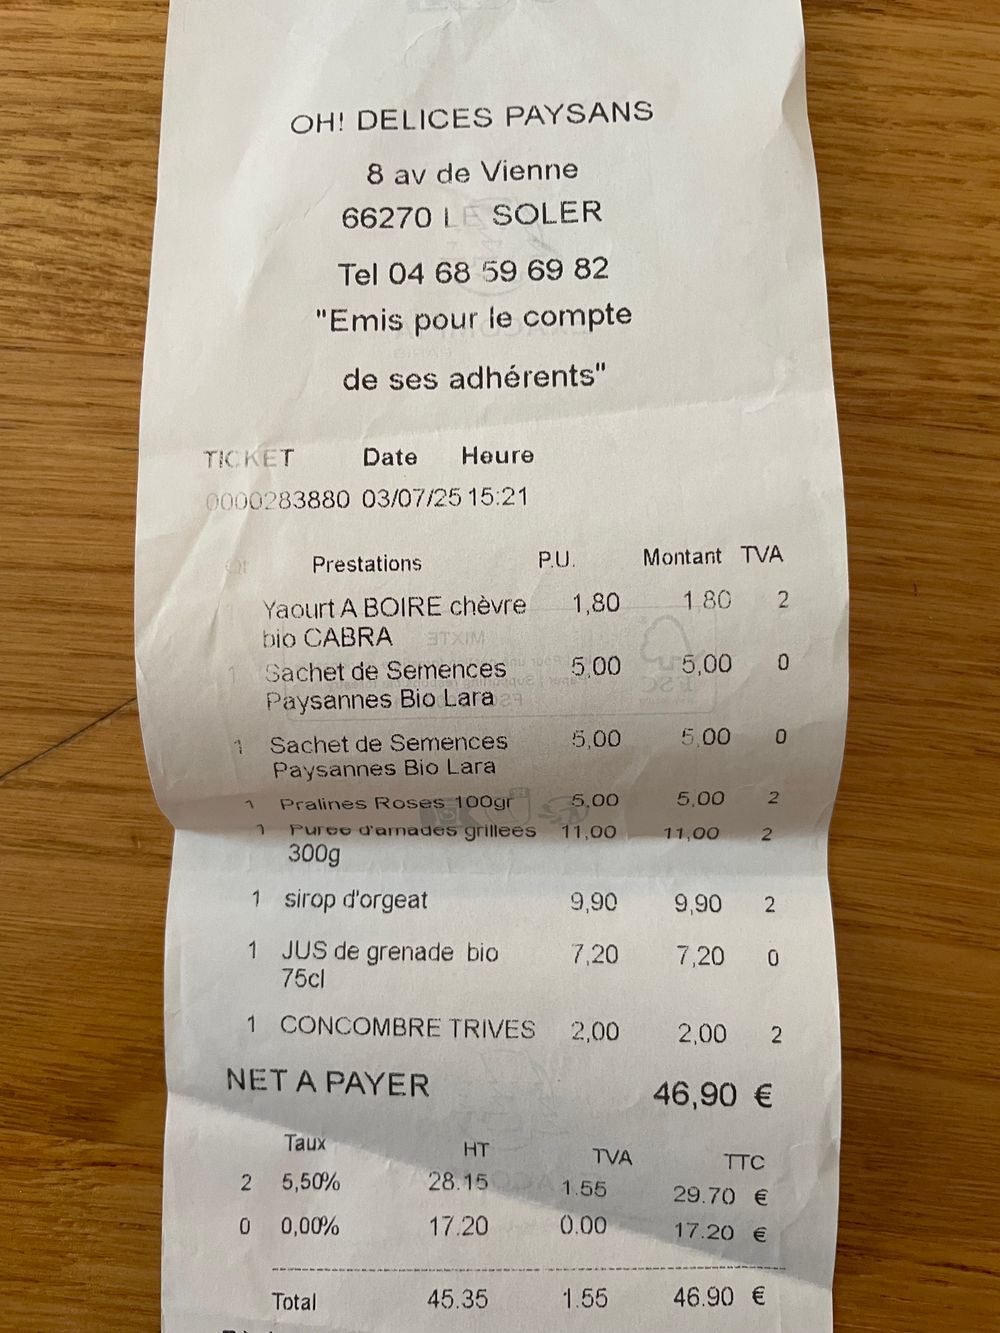 OH! DELICES PAYSANS
8 av de Vienne
66270 LE SOLER
Tel 04 68 59 69 82
"Emis pour le compte
de ses adhérents"
TICKET Date Heure
0000283880 03/07/25 15:21
Qt Prestations P.U. Montant TVA
1 Yaourt A BOIRE chèvre 1,80 1,80 2
bio CABRA
1 Sachet de Semences 5,00 5,00 0
Paysannes Bio Lara
1 Sachet de Semences 5,00 5,00 0
Paysannes Bio Lara
1 Pralines Roses 100gr 5,00 5,00 2
1 Puree d'amades grillees 11,00 11,00 2
300g
1 sirop d'orgeat 9,90 9,90 2
1 JUS de grenade bio 7,20 7,20 0
75cl
1 CONCOMBRE TRIVES 2,00 2,00 2
NET A PAYER 46,90 €
Taux HT TVA TTC
2 5,50% 28.15 1.55 29.70 €
0 0,00% 17.20 0.00 17.20 €
Total 45.35 1.55 46.90 €